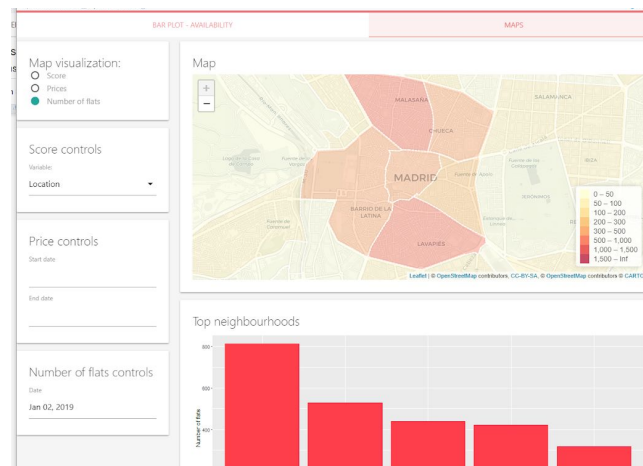 BAR PLOT - AVAILABILITY
MAPS
Map visualization:
Score
Prices
Number of flats
Score controls
Variable:
Location
Price controls
Start date
End date
Number of flats controls
Date
Jan 02, 2019
Map
+
−
MALASAÑA
SALAMANCA
CHUECA
MADRID
IBIZA
BARRIO DE LA
LATINA
LAVAPIÉS
0 – 50
50 – 100
100 – 200
200 – 300
300 – 500
500 – 1,000
1,000 – 1,500
1,500 – Inf
Leaflet | © OpenStreetMap contributors, CC-BY-SA, © OpenStreetMap contributors © CARTO
Top neighbourhoods
Number of flats
800
600
400